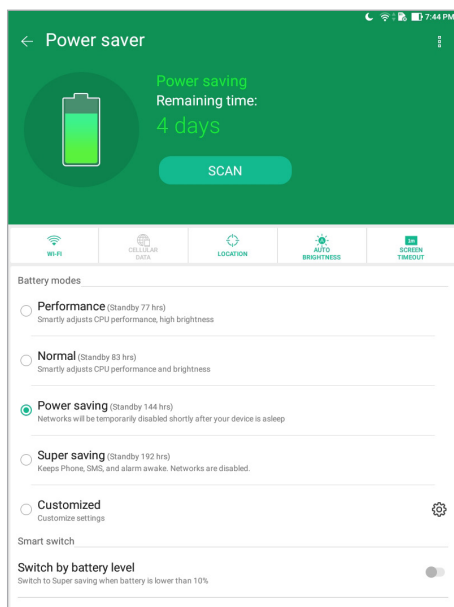 7:44 PM
Power saver
Power saving
Remaining time:
4 days
SCAN
WI-FI
CELLULAR
DATA
LOCATION
AUTO
BRIGHTNESS
1m
SCREEN
TIMEOUT
Battery modes
Performance (Standby 77 hrs)
Smartly adjusts CPU performance, high brightness
Normal (Standby 83 hrs)
Smartly adjusts CPU performance and brightness
Power saving (Standby 144 hrs)
Networks will be temporarily disabled shortly after your device is asleep
Super saving (Standby 192 hrs)
Keeps Phone, SMS, and alarm awake. Networks are disabled.
Customized
Customize settings
Smart switch
Switch by battery level
Switch to Super saving when battery is lower than 10%